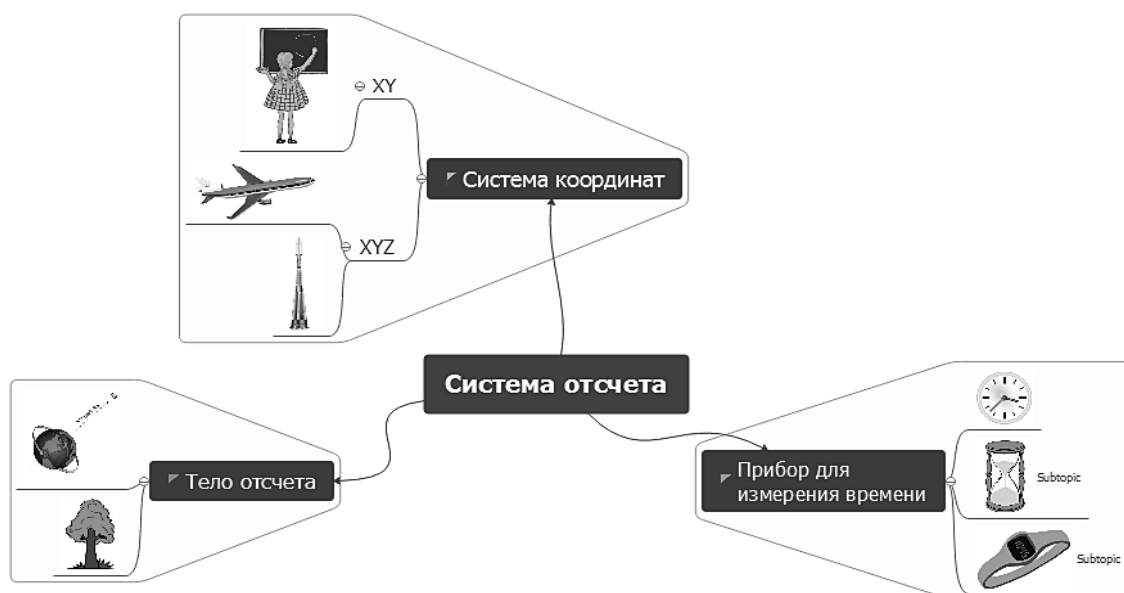 XY
Система координат
XYZ
Система отсчета
Тело отсчета
Прибор для
измерения времени
Subtopic
Subtopic